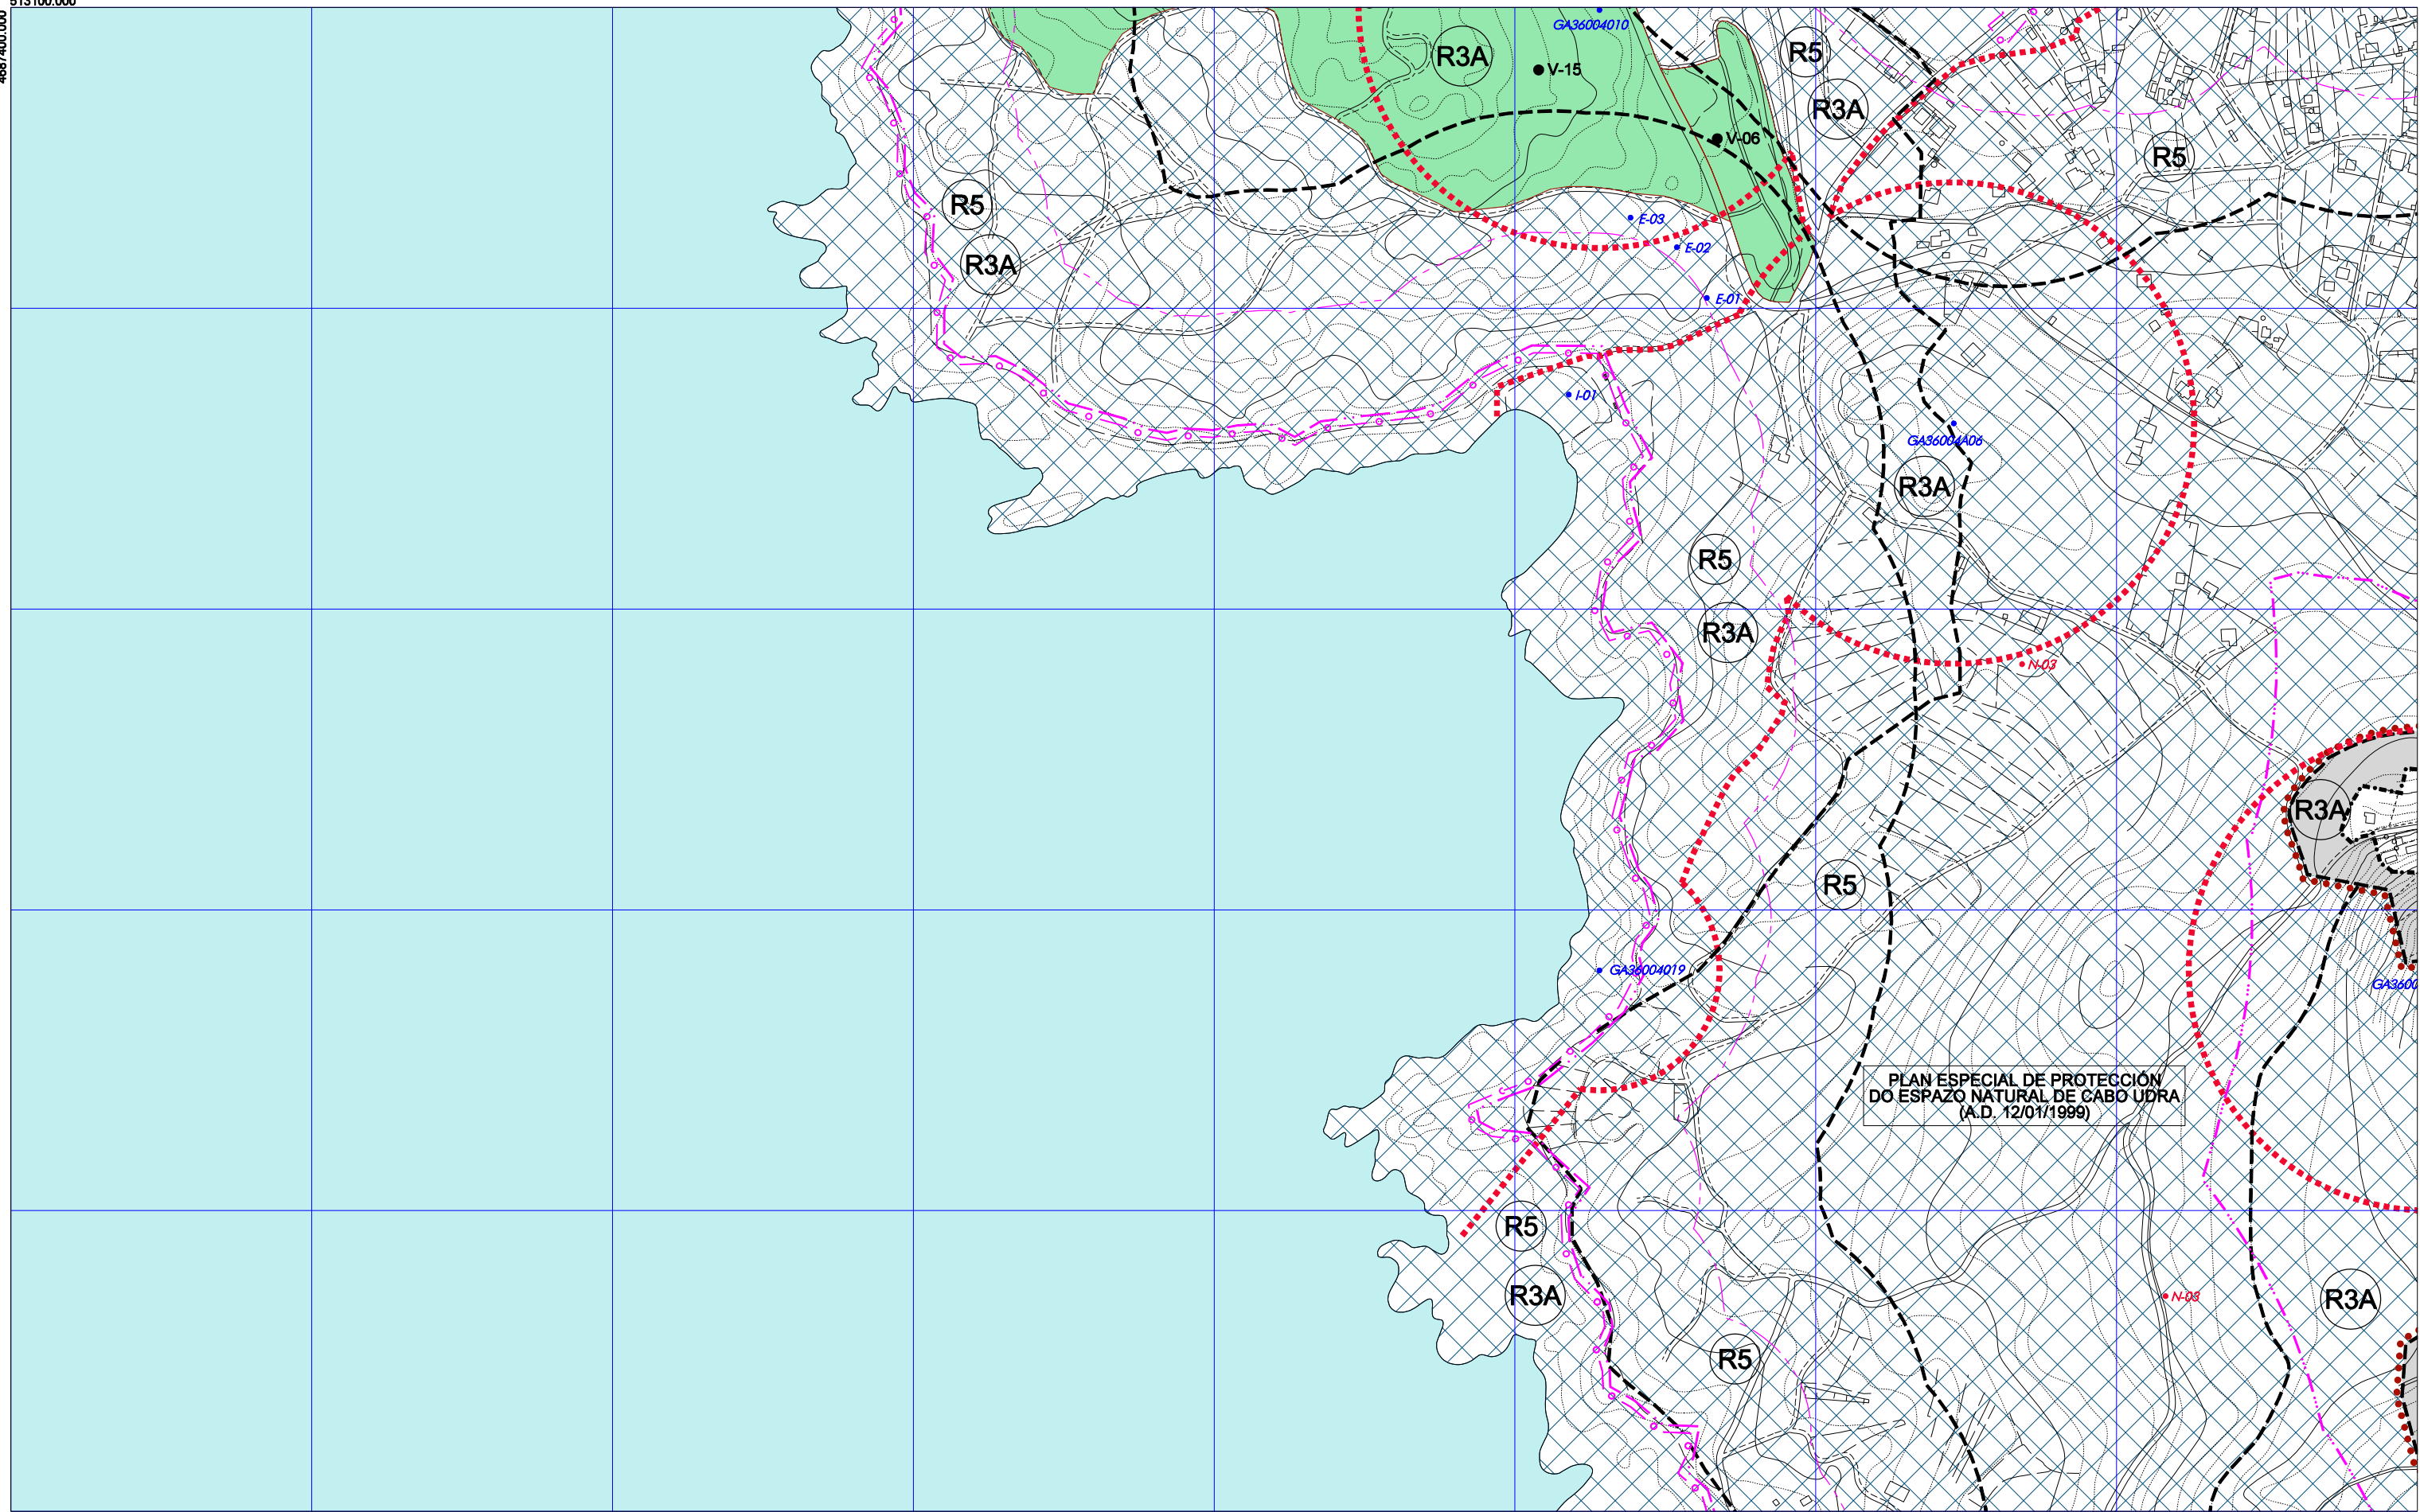 513100.000
4687400.000
GA36004010
R3A
V-15
R5
R3A
V-06
R5
R5
R3A
E-03
E-02
E-01
I-01
GA36004A06
R3A
R5
R3A
N-03
R3A
R5
GA36004019
GA3600
PLAN ESPECIAL DE PROTECCIÓN
DO ESPAZO NATURAL DE CABO UDRA
(A.D. 12/01/1999)
R5
R3A
N-03
R3A
R5